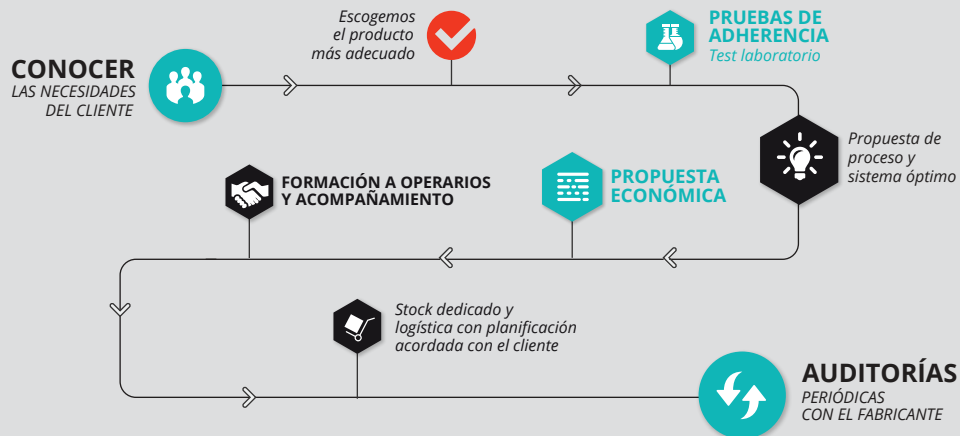 CONOCER
LAS NECESIDADES
DEL CLIENTE
Escogemos
el producto
más adecuado
PRUEBAS DE
ADHERENCIA
Test laboratorio
Propuesta de
proceso y
sistema óptimo
PROPUESTA
ECONÓMICA
FORMACIÓN A OPERARIOS
Y ACOMPAÑAMIENTO
Stock dedicado y
logística con planificación
acordada con el cliente
AUDITORÍAS
PERIÓDICAS
CON EL FABRICANTE